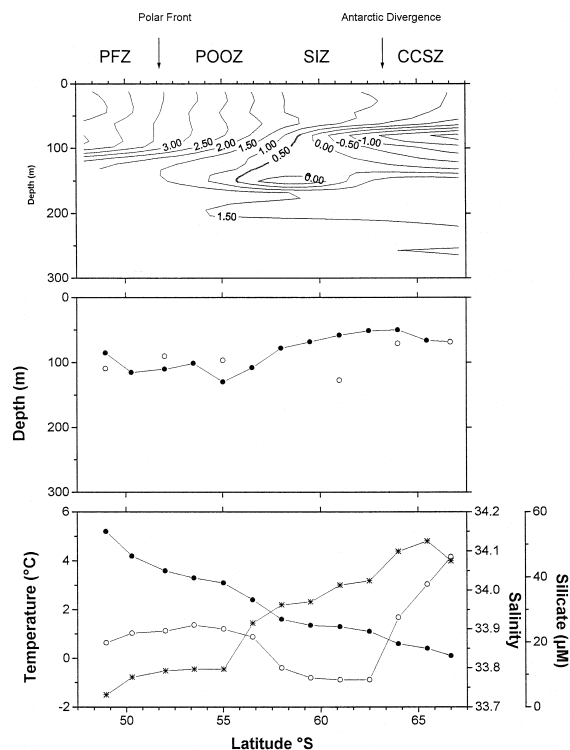 Polar Front Antarctic Divergence
PFZ POOZ SIZ CCSZ
0
100
200
300
Depth (m)
3.00 2.50 2.00 1.50 1.00 0.50 0.00 -0.50 -1.00
0.00
1.50
0
100
200
300
Depth (m)
6
4
2
0
-2
Temperature (°C)
34.2
34.1
34.0
33.9
33.8
33.7
Salinity
60
40
20
0
Silicate (µM)
50 55 60 65
Latitude °S